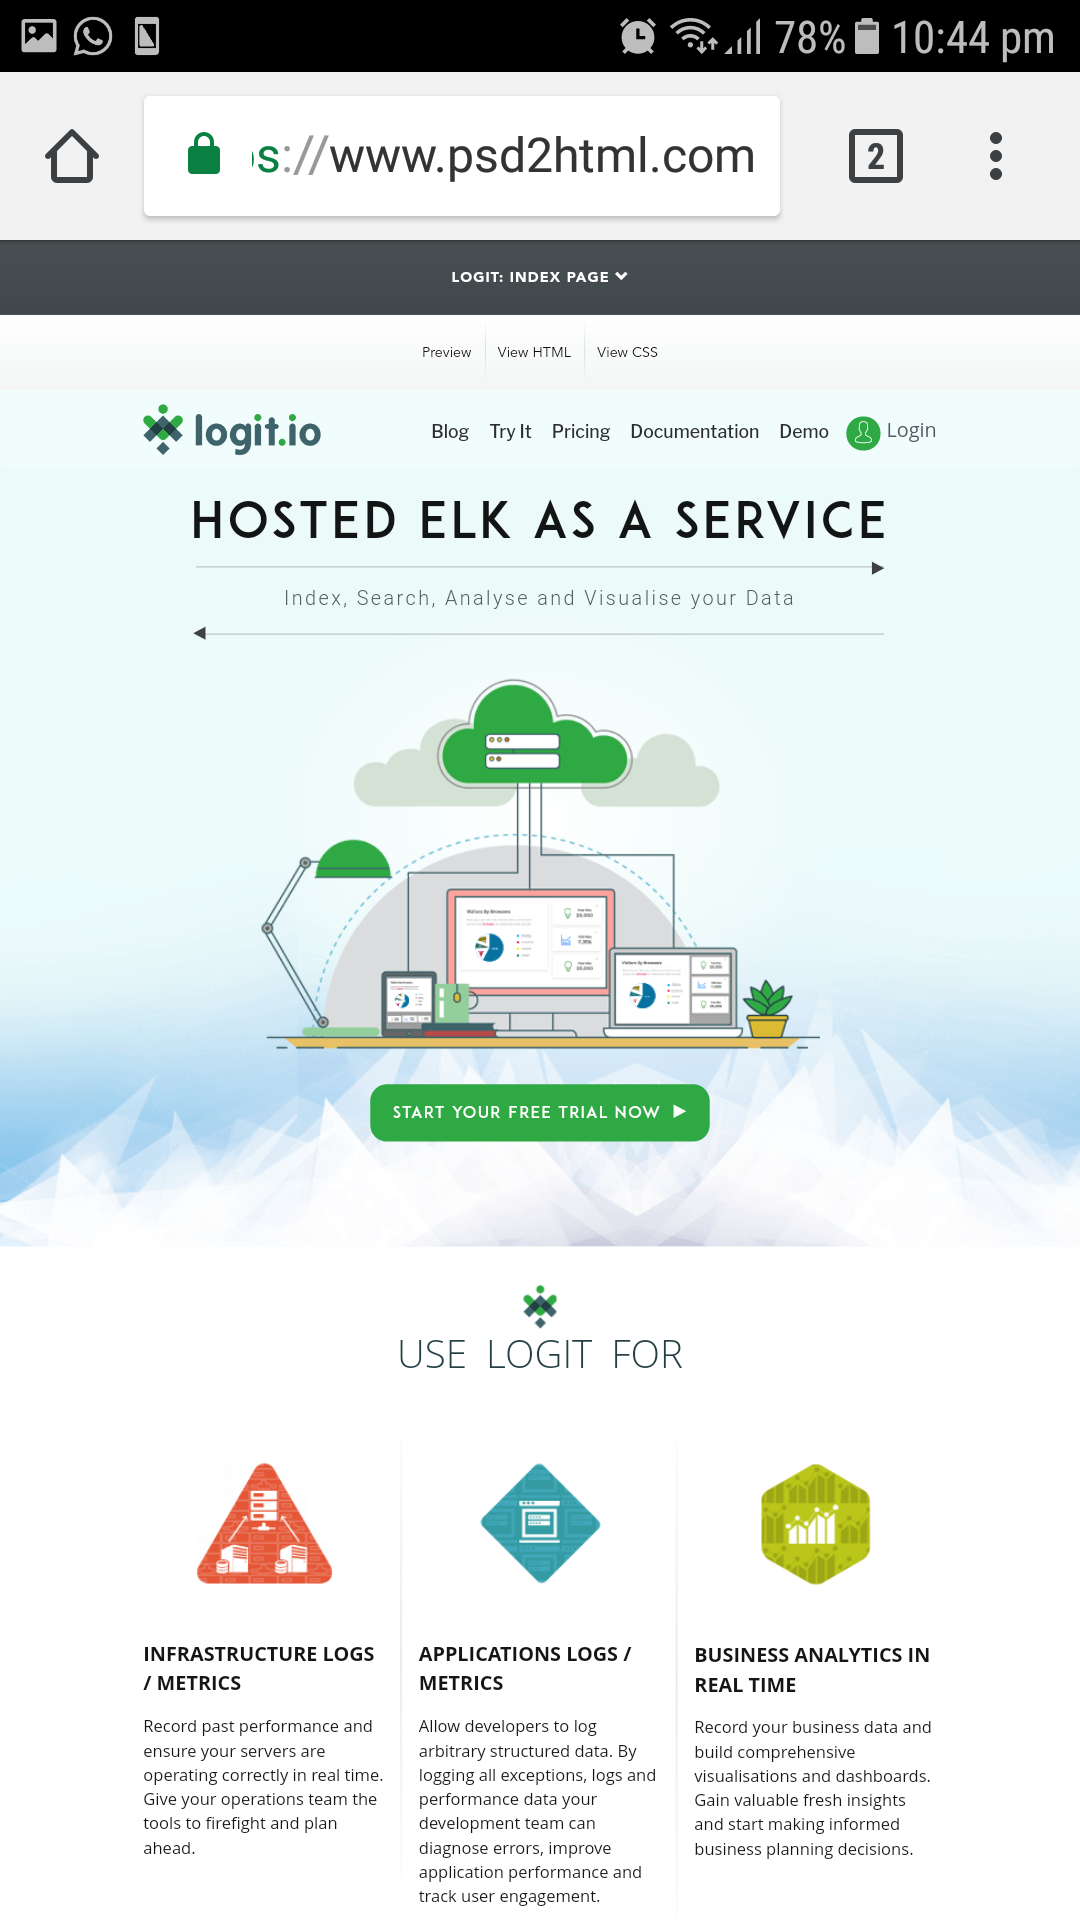 78% 10:44 pm
s://www.psd2html.com
2
LOGIT: INDEX PAGE
Preview View HTML View CSS
logit.io Blog Try It Pricing Documentation Demo Login
HOSTED ELK AS A SERVICE
Index, Search, Analyse and Visualise your Data
Visitors By Browsers
Visitors By Browsers
START YOUR FREE TRIAL NOW
USE LOGIT FOR
INFRASTRUCTURE LOGS
/ METRICS
Record past performance and
ensure your servers are
operating correctly in real time.
Give your operations team the
tools to firefight and plan
ahead.
APPLICATIONS LOGS /
METRICS
Allow developers to log
arbitrary structured data. By
logging all exceptions, logs and
performance data your
development team can
diagnose errors, improve
application performance and
track user engagement.
BUSINESS ANALYTICS IN
REAL TIME
Record your business data and
build comprehensive
visualisations and dashboards.
Gain valuable fresh insights
and start making informed
business planning decisions.